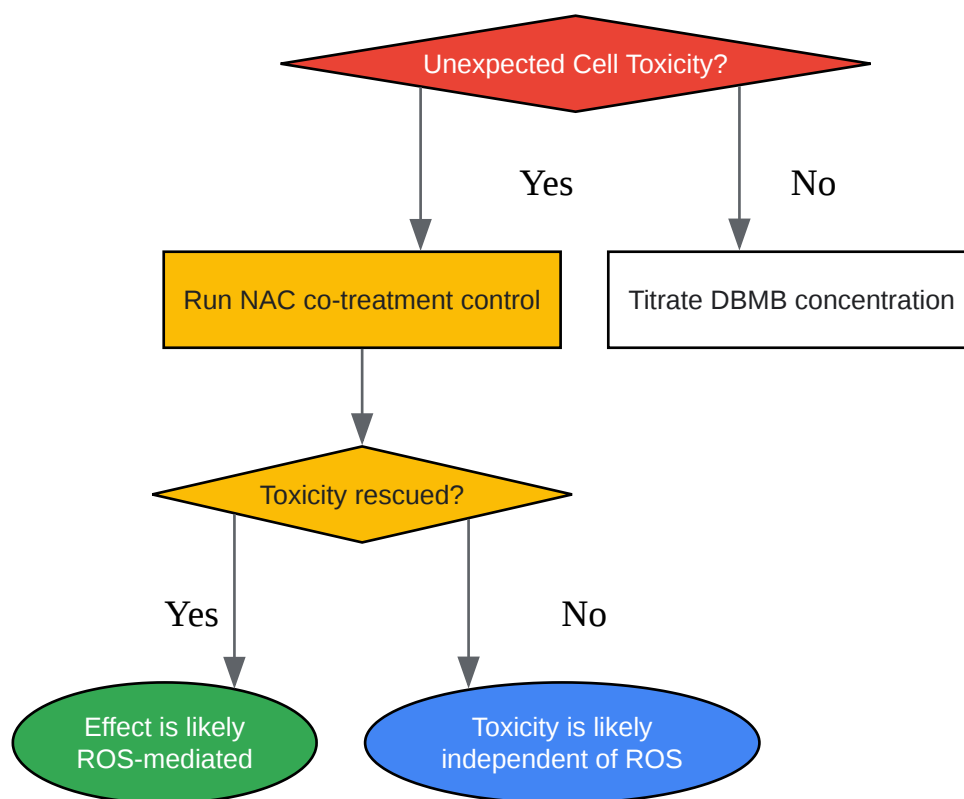 Unexpected Cell Toxicity?
Yes
No
Run NAC co-treatment control
Titrate DBMB concentration
Toxicity rescued?
Yes
No
Effect is likely
ROS-mediated
Toxicity is likely
independent of ROS